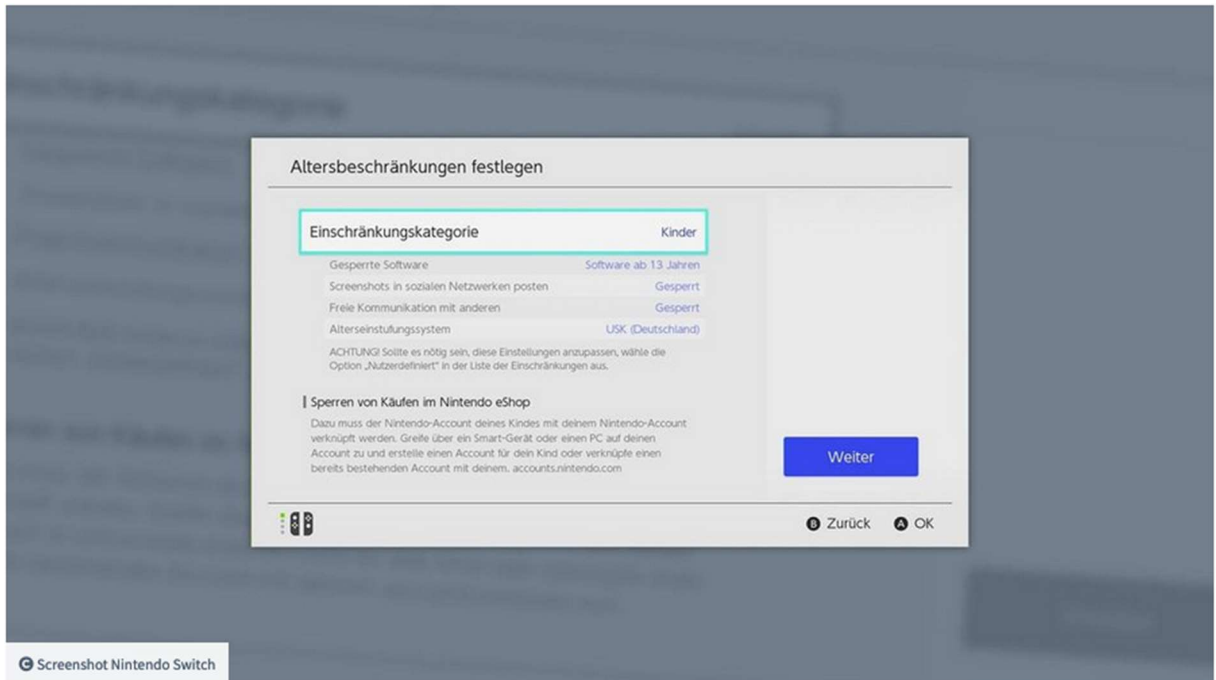 Altersbeschränkungen festlegen
Einschränkungskategorie Kinder
Gesperrte Software Software ab 13 Jahren
Screenshots in sozialen Netzwerken posten Gesperrt
Freie Kommunikation mit anderen Gesperrt
Alterseinstufungssystem USK (Deutschland)
ACHTUNG! Sollte es nötig sein, diese Einstellungen anzupassen, wähle die
Option „Nutzerdefiniert" in der Liste der Einschränkungen aus.
Sperren von Käufen im Nintendo eShop
Dazu muss der Nintendo-Account deines Kindes mit deinem Nintendo-Account
verknüpft werden. Greife über ein Smart-Gerät oder einen PC auf deinen
Account zu und erstelle einen Account für dein Kind oder verknüpfe einen
bereits bestehenden Account mit deinem. accounts.nintendo.com
Weiter
B Zurück A OK
Screenshot Nintendo Switch